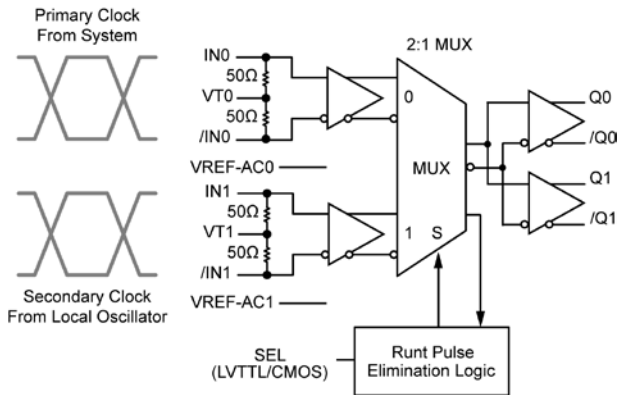 Primary Clock
From System
IN0
50Ω
VT0
50Ω
/IN0
VREF-AC0
IN1
50Ω
VT1
50Ω
/IN1
VREF-AC1
Secondary Clock
From Local Oscillator
2:1 MUX
0
MUX
1 S
Q0
/Q0
Q1
/Q1
SEL
(LVTTL/CMOS)
Runt Pulse
Elimination Logic